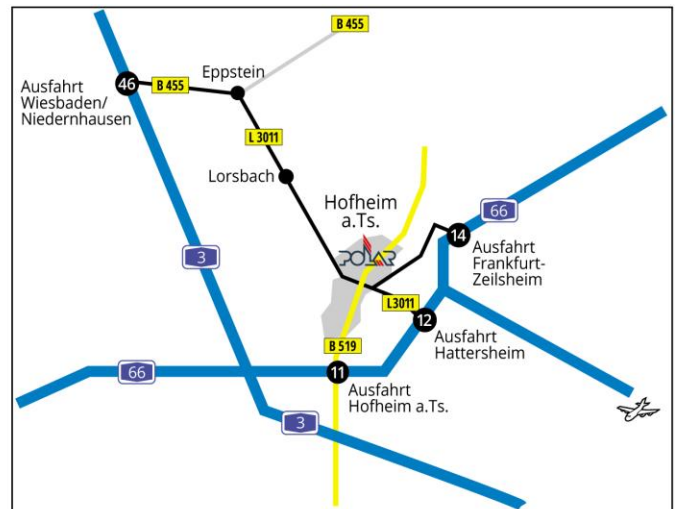 B 455
46
B 455
Eppstein
Ausfahrt
Wiesbaden/
Niedernhausen
L 3011
Lorsbach
Hofheim
a.Ts.
66
14
POLAR
3
Ausfahrt
Frankfurt-
Zeilsheim
L3011
12
Ausfahrt
Hattersheim
B 519
66
11
Ausfahrt
Hofheim a.Ts.
3